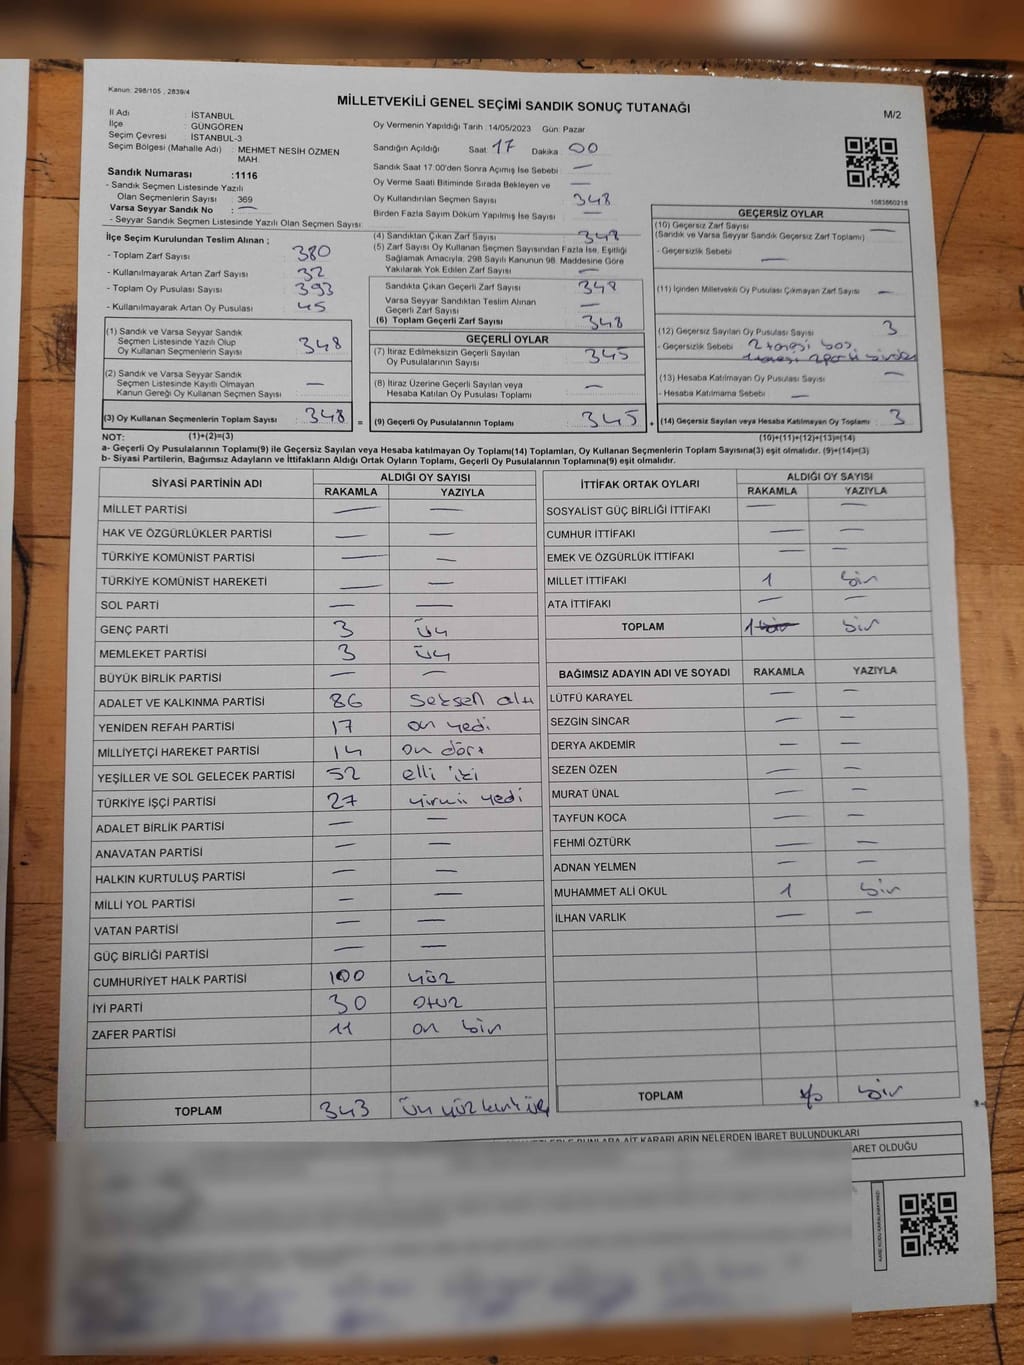 Kanun: 298/105 , 2839/4
MİLLETVEKİLİ GENEL SEÇİMİ SANDIK SONUÇ TUTANAĞI
M/2
İl Adı : İSTANBUL
İlçe : GÜNGÖREN
Seçim Çevresi : İSTANBUL-3
Seçim Bölgesi (Mahalle Adı) : MEHMET NESİH ÖZMEN MAH.
Sandık Numarası :1116
- Sandık Seçmen Listesinde Yazılı
Olan Seçmenlerin Sayısı : 369
Varsa Seyyar Sandık No : —
- Seyyar Sandık Seçmen Listesinde Yazılı Olan Seçmen Sayısı:
Oy Vermenin Yapıldığı Tarih :14/05/2023 Gün: Pazar
Sandığın Açıldığı Saat 17 Dakika 00
Sandık Saat 17:00'den Sonra Açımış İse Sebebi —
Oy Verme Saati Bitiminde Sırada Bekleyen ve —
Oy Kullandırılan Seçmen Sayısı 348
Birden Fazla Sayım Döküm Yapılmış İse Sayısı —
1083860218
İlçe Seçim Kurulundan Teslim Alınan ;
- Toplam Zarf Sayısı 380
- Kullanılmayarak Artan Zarf Sayısı 32
- Toplam Oy Pusulası Sayısı 393
- Kullanılmayarak Artan Oy Pusulası 45
(4) Sandıktan Çıkan Zarf Sayısı 348
(5) Zarf Sayısı Oy Kullanan Seçmen Sayısından Fazla İse, Eşitliği
Sağlamak Amacıyla, 298 Sayılı Kanunun 98. Maddesine Göre
Yakılarak Yok Edilen Zarf Sayısı —
Sandıkta Çıkan Geçerli Zarf Sayısı 348
Varsa Seyyar Sandıktan Teslim Alınan
Geçerli Zarf Sayısı —
(6) Toplam Geçerli Zarf Sayısı 348
GEÇERSİZ OYLAR
(10) Geçersiz Zarf Sayısı —
(Sandık ve Varsa Seyyar Sandık Geçersiz Zarf Toplamı)
- Geçersizlik Sebebi —
(11) İçinden Milletvekili Oy Pusulası Çıkmayan Zarf Sayısı —
(12) Geçersiz Sayılan Oy Pusulası Sayısı 3
- Geçersizlik Sebebi 2 tanesi boş
1 tanesi 2 parti
(13) Hesaba Katılmayan Oy Pusulası Sayısı —
- Hesaba Katılmama Sebebi —
(14) Geçersiz Sayılan veya Hesaba Katılmayan Oy Toplamı 3
(10)+(11)+(12)+(13)=(14)
(1) Sandık ve Varsa Seyyar Sandık
Seçmen Listesinde Yazılı Olup
Oy Kullanan Seçmenlerin Sayısı 348
(2) Sandık ve Varsa Seyyar Sandık
Seçmen Listesinde Kayıtlı Olmayan
Kanun Gereği Oy Kullanan Seçmen Sayısı —
(3) Oy Kullanan Seçmenlerin Toplam Sayısı 348 =
GEÇERLİ OYLAR
(7) İtiraz Edilmeksizin Geçerli Sayılan
Oy Pusulalarının Sayısı 345
(8) İtiraz Üzerine Geçerli Sayılan veya
Hesaba Katılan Oy Pusulası Toplamı —
(9) Geçerli Oy Pusulalarının Toplamı 345 +
NOT: (1)+(2)=(3)
a- Geçerli Oy Pusulalarının Toplamı(9) ile Geçersiz Sayılan veya Hesaba katılmayan Oy Toplamı(14) Toplamları, Oy Kullanan Seçmenlerin Toplam Sayısına(3) eşit olmalıdır. (9)+(14)=(3)
b- Siyasi Partilerin, Bağımsız Adayların ve İttifakların Aldığı Ortak Oyların Toplamı, Geçerli Oy Pusulalarının Toplamına(9) eşit olmalıdır.
SİYASİ PARTİNİN ADI ALDIĞI OY SAYISI
RAKAMLA YAZIYLA
MİLLET PARTİSİ — —
HAK VE ÖZGÜRLÜKLER PARTİSİ — —
TÜRKİYE KOMÜNİST PARTİSİ — —
TÜRKİYE KOMÜNİST HAREKETİ — —
SOL PARTİ — —
GENÇ PARTİ 3 üç
MEMLEKET PARTİSİ 3 üç
BÜYÜK BİRLİK PARTİSİ — —
ADALET VE KALKINMA PARTİSİ 86 seksen altı
YENİDEN REFAH PARTİSİ 17 on yedi
MİLLİYETÇİ HAREKET PARTİSİ 14 on dört
YEŞİLLER VE SOL GELECEK PARTİSİ 52 elli iki
TÜRKİYE İŞÇİ PARTİSİ 27 yirmi yedi
ADALET BİRLİK PARTİSİ — —
ANAVATAN PARTİSİ —
HALKIN KURTULUŞ PARTİSİ — —
MİLLİ YOL PARTİSİ — —
VATAN PARTİSİ — —
GÜÇ BİRLİĞİ PARTİSİ — —
CUMHURİYET HALK PARTİSİ 100 yüz
İYİ PARTİ 30 otuz
ZAFER PARTİSİ 11 on bir
TOPLAM 343 üç yüz kırk üç
İTTİFAK ORTAK OYLARI ALDIĞI OY SAYISI
RAKAMLA YAZIYLA
SOSYALİST GÜÇ BİRLİĞİ İTTİFAKI — —
CUMHUR İTTİFAKI — —
EMEK VE ÖZGÜRLÜK İTTİFAKI — —
MİLLET İTTİFAKI 1 bir
ATA İTTİFAKI — —
TOPLAM 1 bir bir
BAĞIMSIZ ADAYIN ADI VE SOYADI RAKAMLA YAZIYLA
LÜTFÜ KARAYEL — —
SEZGİN SİNCAR — —
DERYA AKDEMİR — —
SEZEN ÖZEN — —
MURAT ÜNAL — —
TAYFUN KOCA — —
FEHMİ ÖZTÜRK — —
ADNAN YELMEN — —
MUHAMMET ALİ OKUL 1 bir
İLHAN VARLIK — —
TOPLAM bir
BUNLARA AİT KARARLARIN NELERDEN İBARET BULUNDUKLARI
ARET OLDUĞU